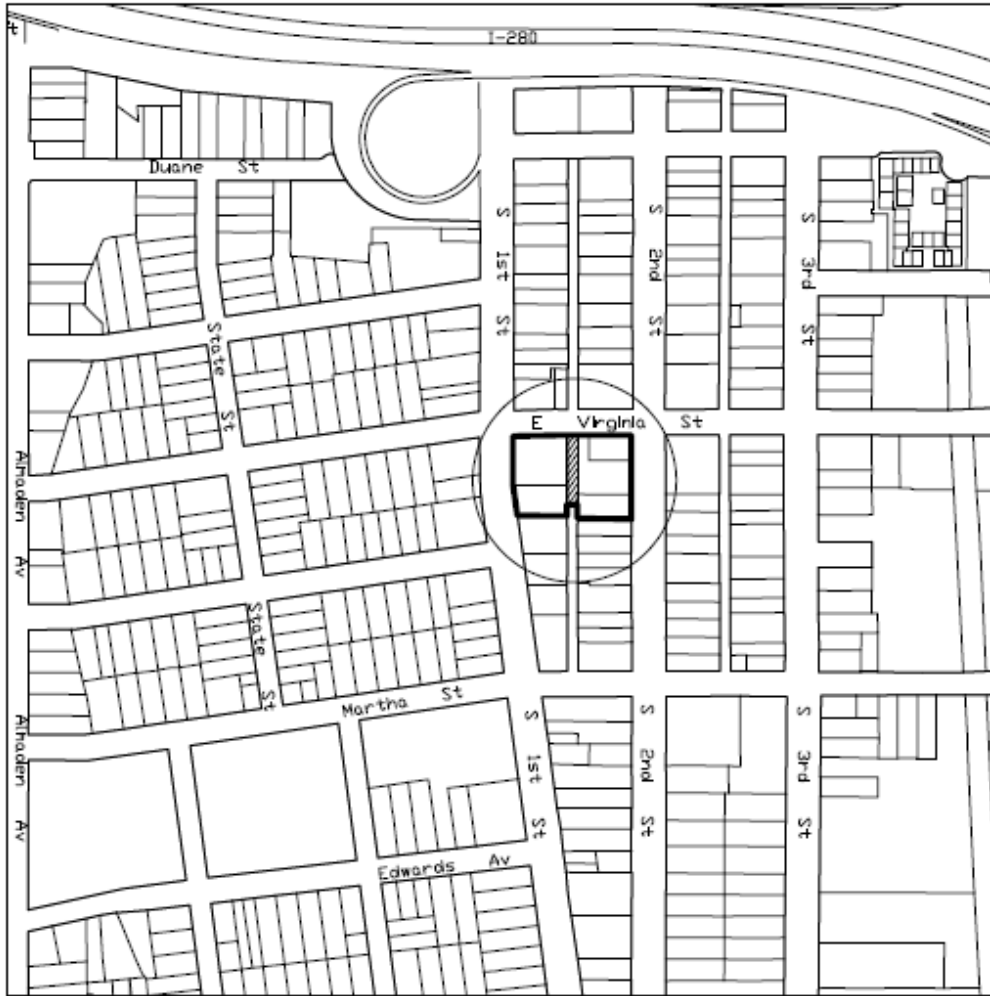 I-280
Duane St
S 1st St
S 2nd St
S 3rd St
State St
E Virginia St
Almaden Av
State St
Martha St
Almaden Av
S 1st St
S 2nd St
S 3rd St
Edwards Av